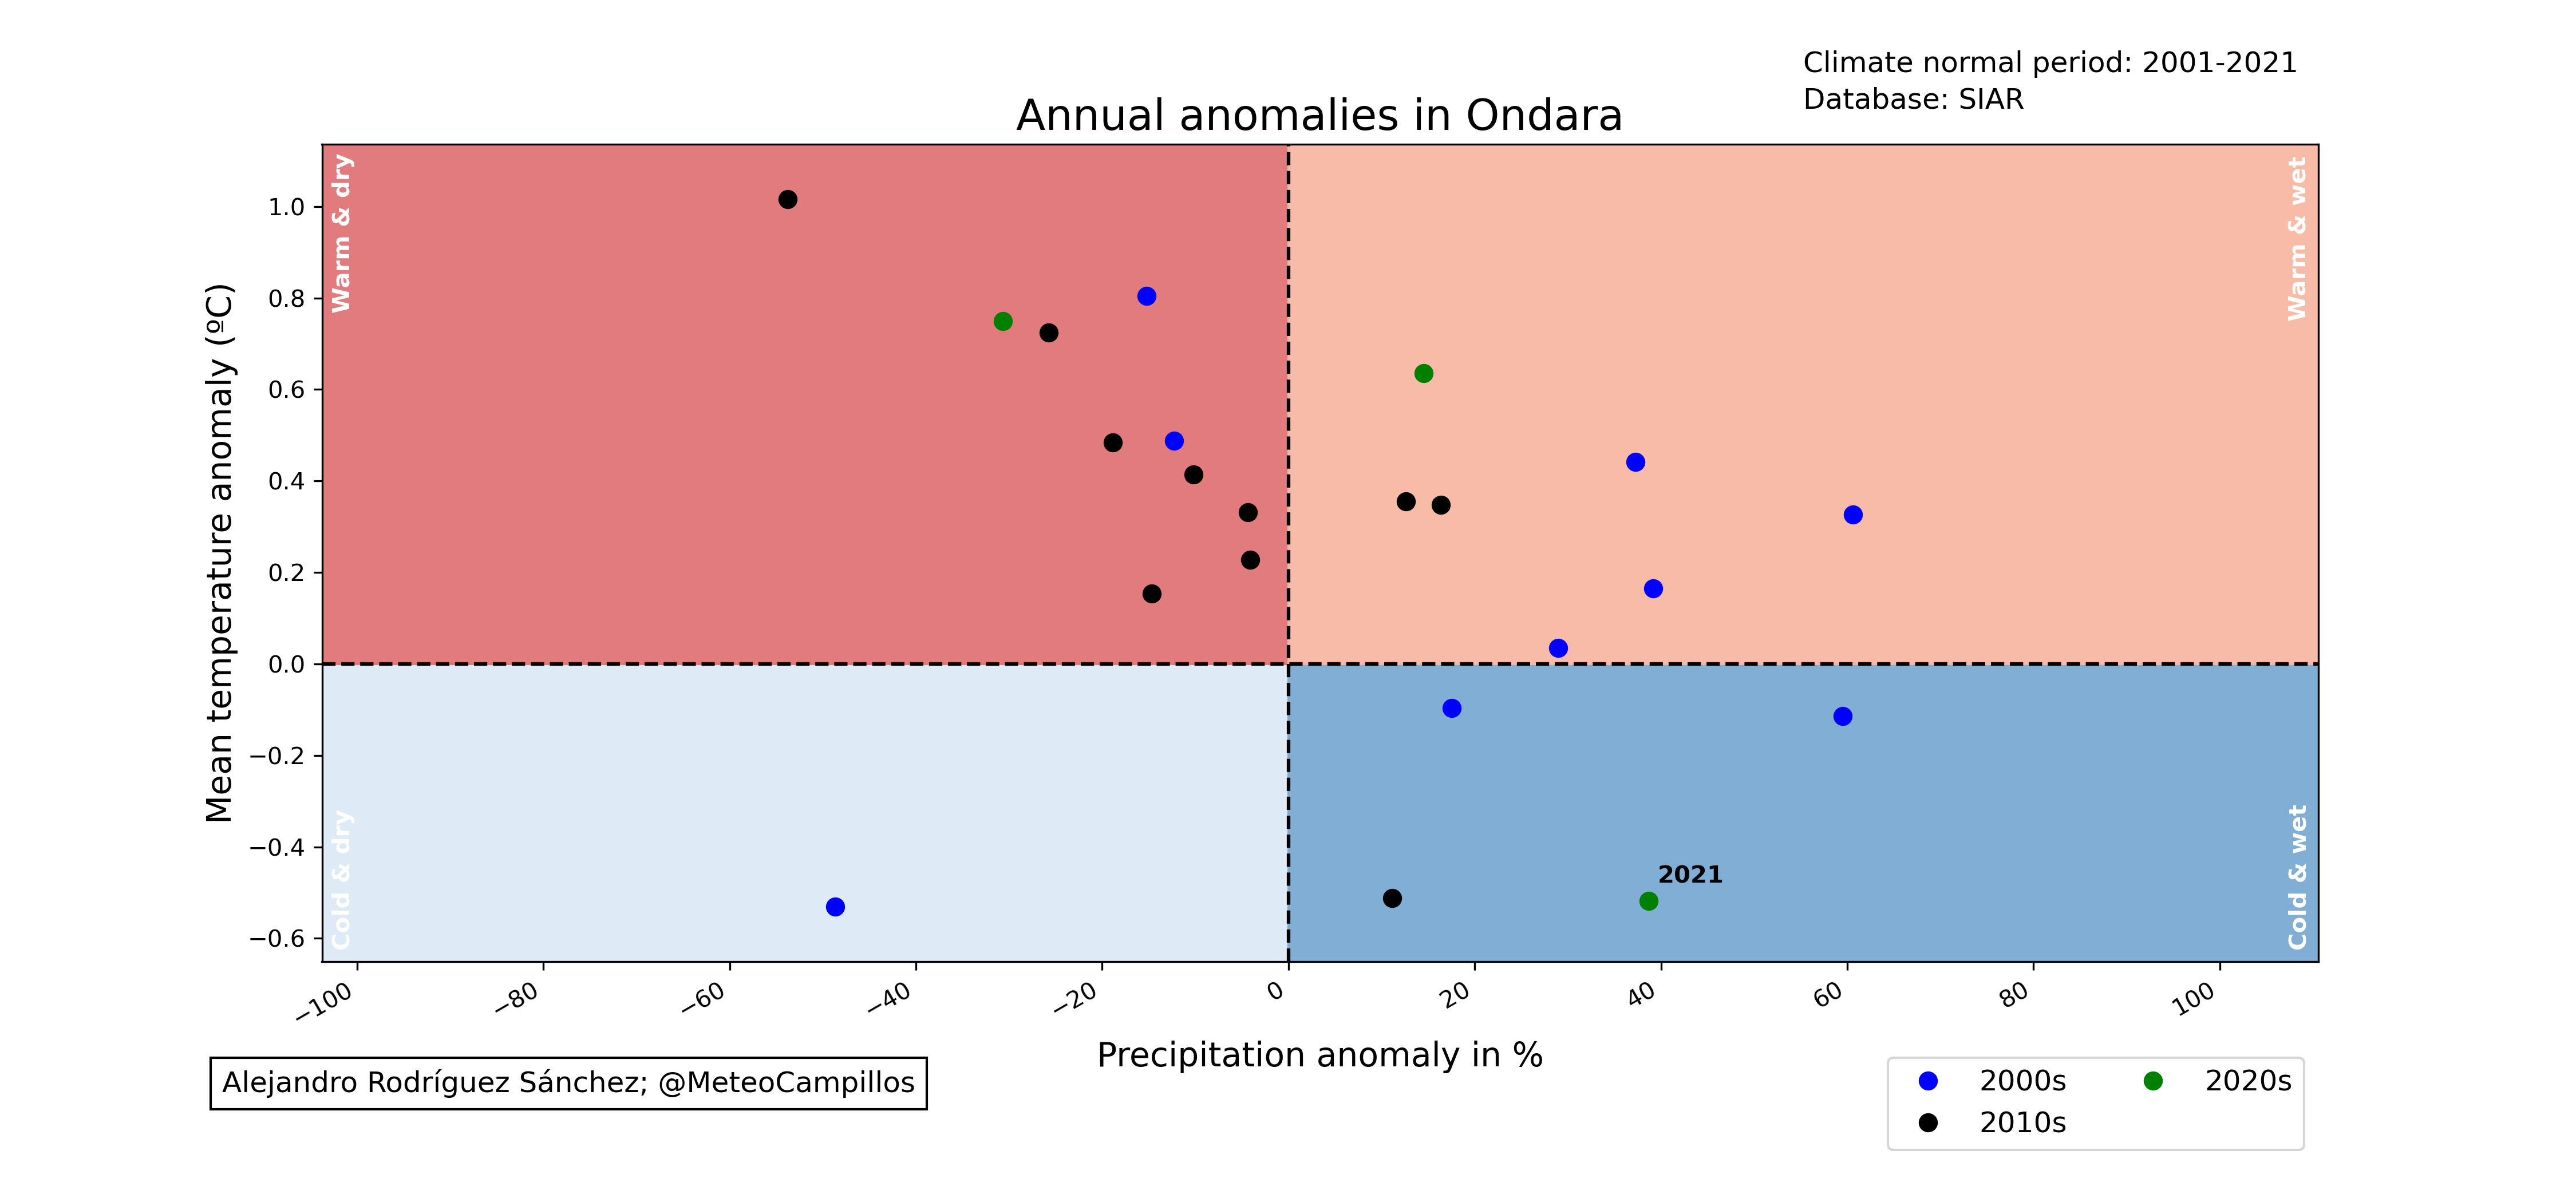 Climate normal period: 2001-2021
Database: SIAR
Annual anomalies in Ondara
Warm & dry
Warm & wet
Mean temperature anomaly (ºC)
1.0
0.8
0.6
0.4
0.2
0.0
−0.2
−0.4
−0.6
2021
Cold & dry
Cold & wet
−100 −80 −60 −40 −20 0 20 40 60 80 100
Precipitation anomaly in %
Alejandro Rodríguez Sánchez; @MeteoCampillos
2000s 2020s
2010s